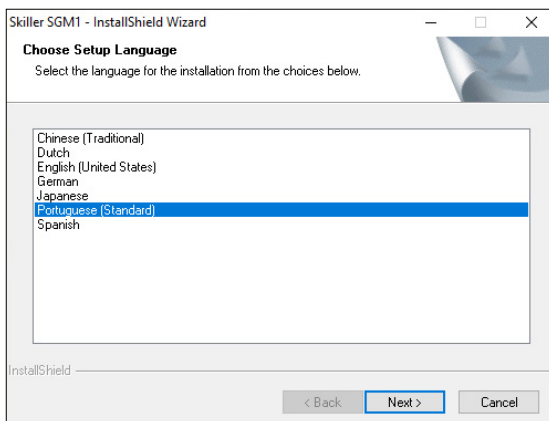 Skiller SGM1 - InstallShield Wizard
Choose Setup Language
Select the language for the installation from the choices below.
Chinese (Traditional)
Dutch
English (United States)
German
Japanese
Portuguese (Standard)
Spanish
InstallShield
< Back
Next >
Cancel